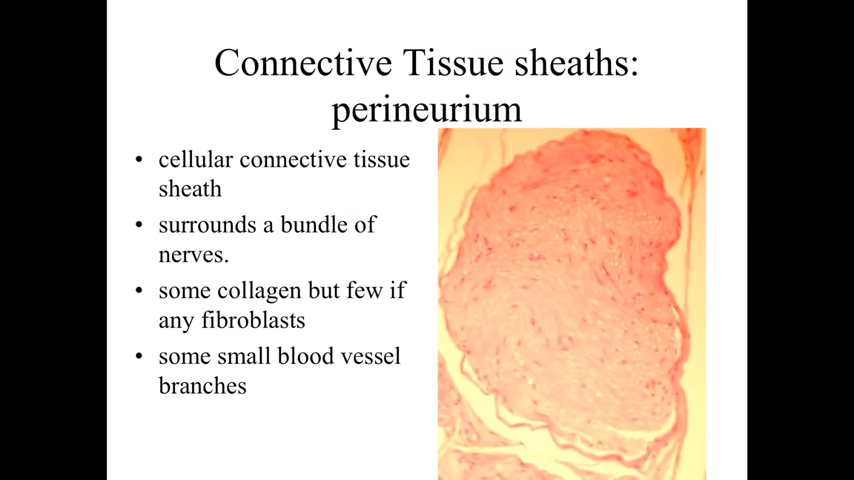 Connective Tissue sheaths:
perineurium
• cellular connective tissue
sheath
• surrounds a bundle of
nerves.
• some collagen but few if
any fibroblasts
• some small blood vessel
branches